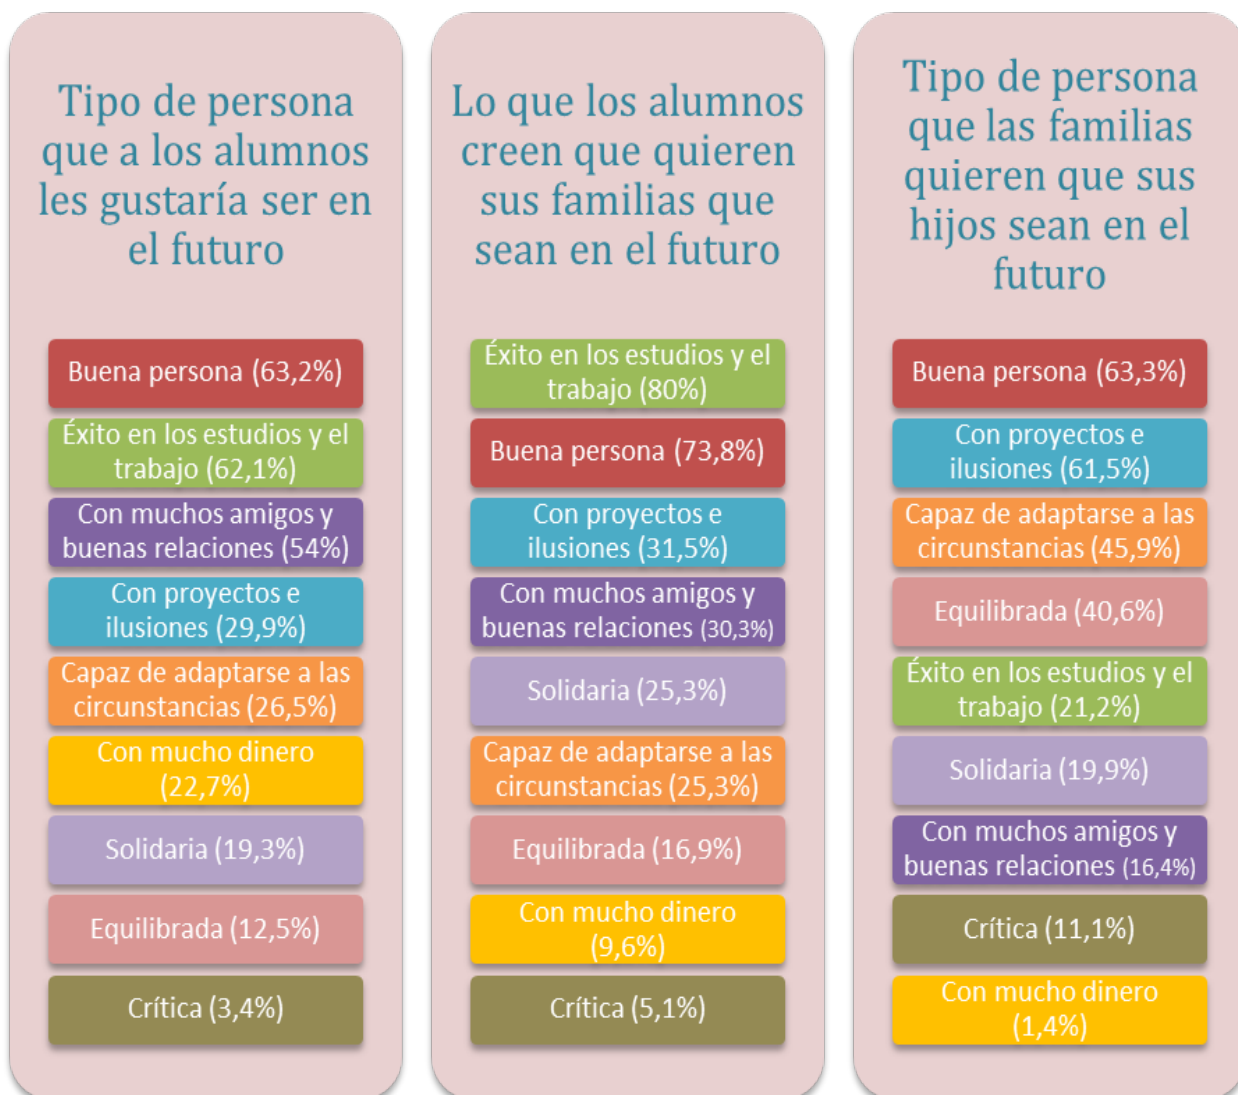 Tipo de persona
que a los alumnos
les gustaría ser en
el futuro
Buena persona (63,2%)
Éxito en los estudios y el
trabajo (62,1%)
Con muchos amigos y
buenas relaciones (54%)
Con proyectos e
ilusiones (29,9%)
Capaz de adaptarse a las
circunstancias (26,5%)
Con mucho dinero
(22,7%)
Solidaria (19,3%)
Equilibrada (12,5%)
Crítica (3,4%)
Lo que los alumnos
creen que quieren
sus familias que
sean en el futuro
Éxito en los estudios y el
trabajo (80%)
Buena persona (73,8%)
Con proyectos e
ilusiones (31,5%)
Con muchos amigos y
buenas relaciones (30,3%)
Solidaria (25,3%)
Capaz de adaptarse a las
circunstancias (25,3%)
Equilibrada (16,9%)
Con mucho dinero
(9,6%)
Crítica (5,1%)
Tipo de persona
que las familias
quieren que sus
hijos sean en el
futuro
Buena persona (63,3%)
Con proyectos e
ilusiones (61,5%)
Capaz de adaptarse a las
circunstancias (45,9%)
Equilibrada (40,6%)
Éxito en los estudios y el
trabajo (21,2%)
Solidaria (19,9%)
Con muchos amigos y
buenas relaciones (16,4%)
Crítica (11,1%)
Con mucho dinero
(1,4%)